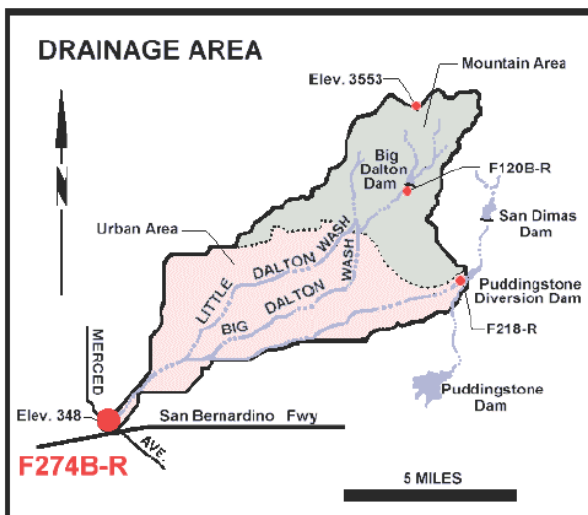 DRAINAGE AREA
Mountain Area
Elev. 3553
Big
Dalton
Dam
F120B-R
San Dimas
Dam
Urban Area
N
LITTLE DALTON WASH
BIG DALTON WASH
Puddingstone
Diversion Dam
F218-R
Puddingstone
Dam
MERCED
AVE.
Elev. 348
San Bernardino Fwy
F274B-R
5 MILES